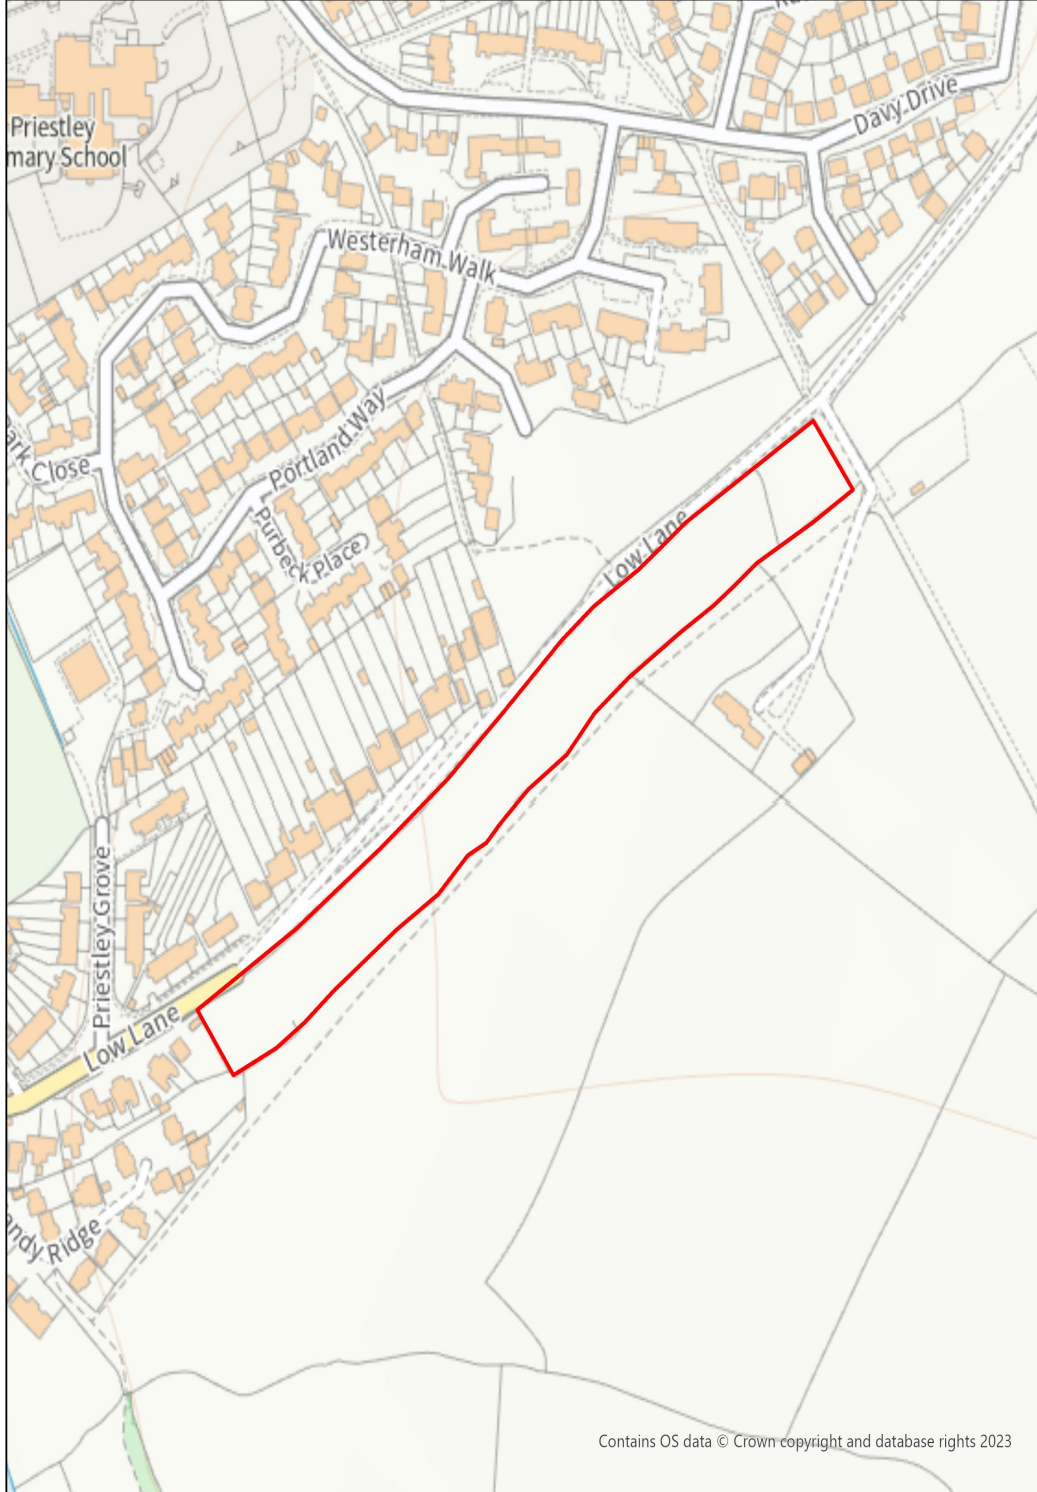 Priestley
mary School
Davy Drive
Westerham Walk
ark Close
Portland Way
Purbeck Place
Low Lane
Priestley Grove
Low Lane
andy Ridge
Contains OS data © Crown copyright and database rights 2023